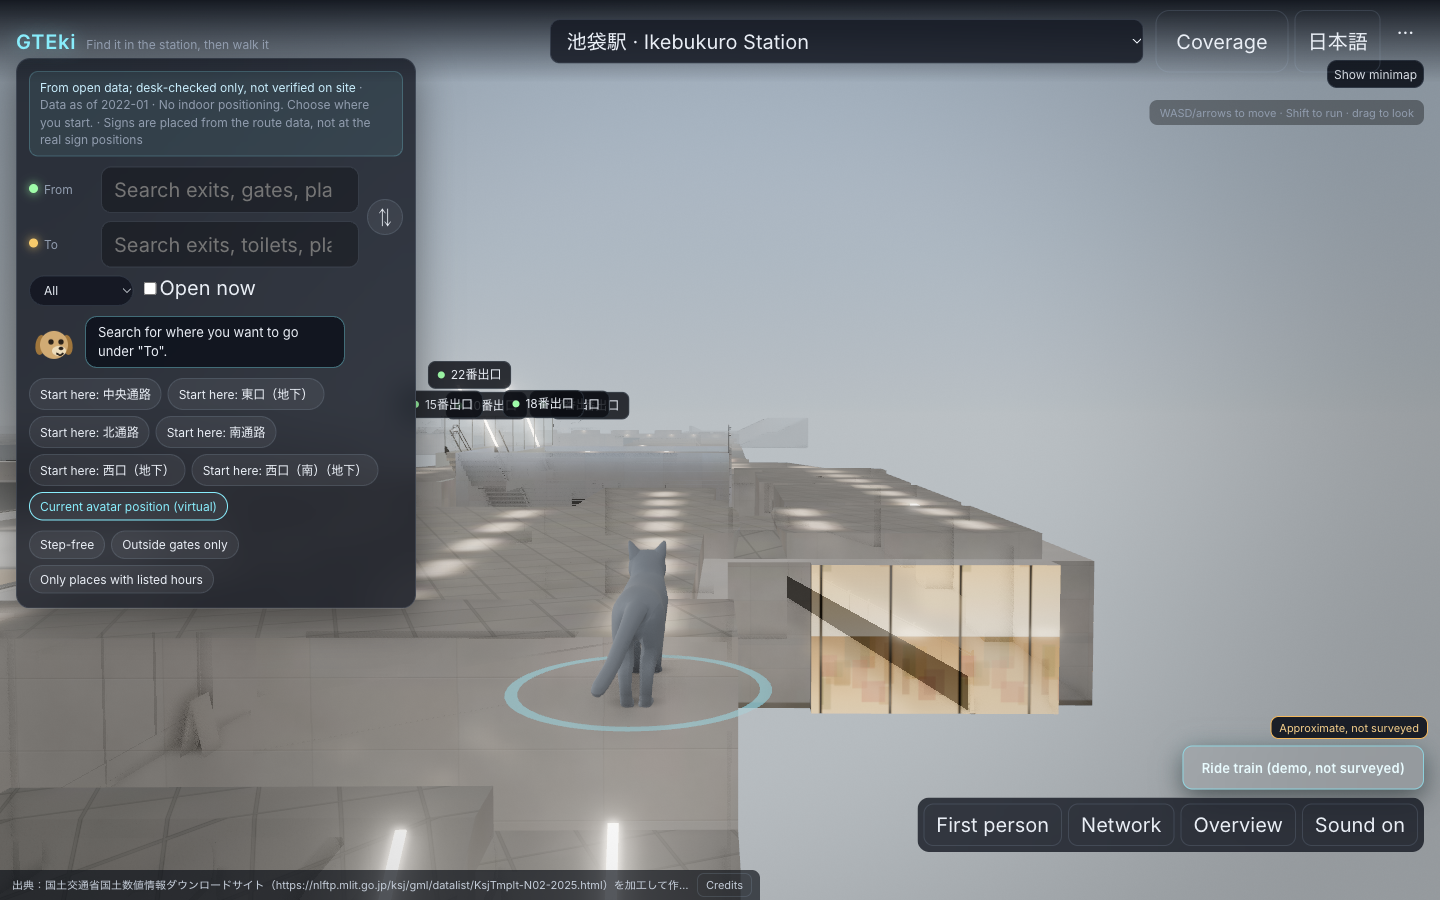 GTEki Find it in the station, then walk it
池袋駅 · Ikebukuro Station
Coverage
日本語
...
Show minimap
WASD/arrows to move · Shift to run · drag to look
From open data; desk-checked only, not verified on site ·
Data as of 2022-01 · No indoor positioning. Choose where
you start. · Signs are placed from the route data, not at the
real sign positions
From
Search exits, gates, pla
To
Search exits, toilets, pla
All
Open now
Search for where you want to go
under "To".
Start here: 中央通路
Start here: 東口（地下）
Start here: 北通路
Start here: 南通路
Start here: 西口（地下）
Start here: 西口（南）（地下）
Current avatar position (virtual)
Step-free
Outside gates only
Only places with listed hours
22番出口
15番出口
18番出口
Approximate, not surveyed
Ride train (demo, not surveyed)
First person
Network
Overview
Sound on
出典：国土交通省国土数値情報ダウンロードサイト（https://nlftp.mlit.go.jp/ksj/gml/datalist/KsjTmplt-N02-2025.html）を加工して作...
Credits